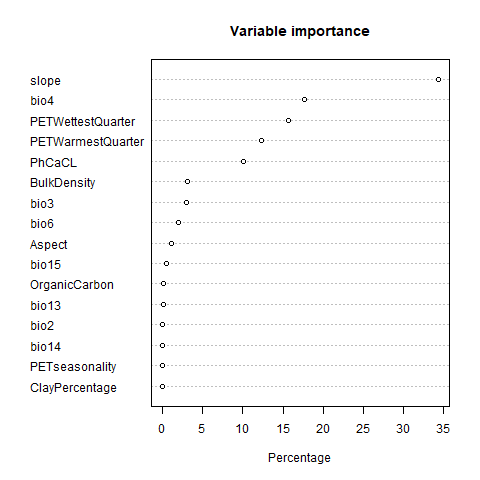 Variable importance
slope
bio4
PETWettestQuarter
PETWarmestQuarter
PhCaCL
BulkDensity
bio3
bio6
Aspect
bio15
OrganicCarbon
bio13
bio2
bio14
PETseasonality
ClayPercentage
0 5 10 15 20 25 30 35
Percentage